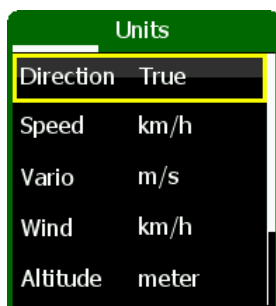 Units
Direction True
Speed km/h
Vario m/s
Wind km/h
Altitude meter